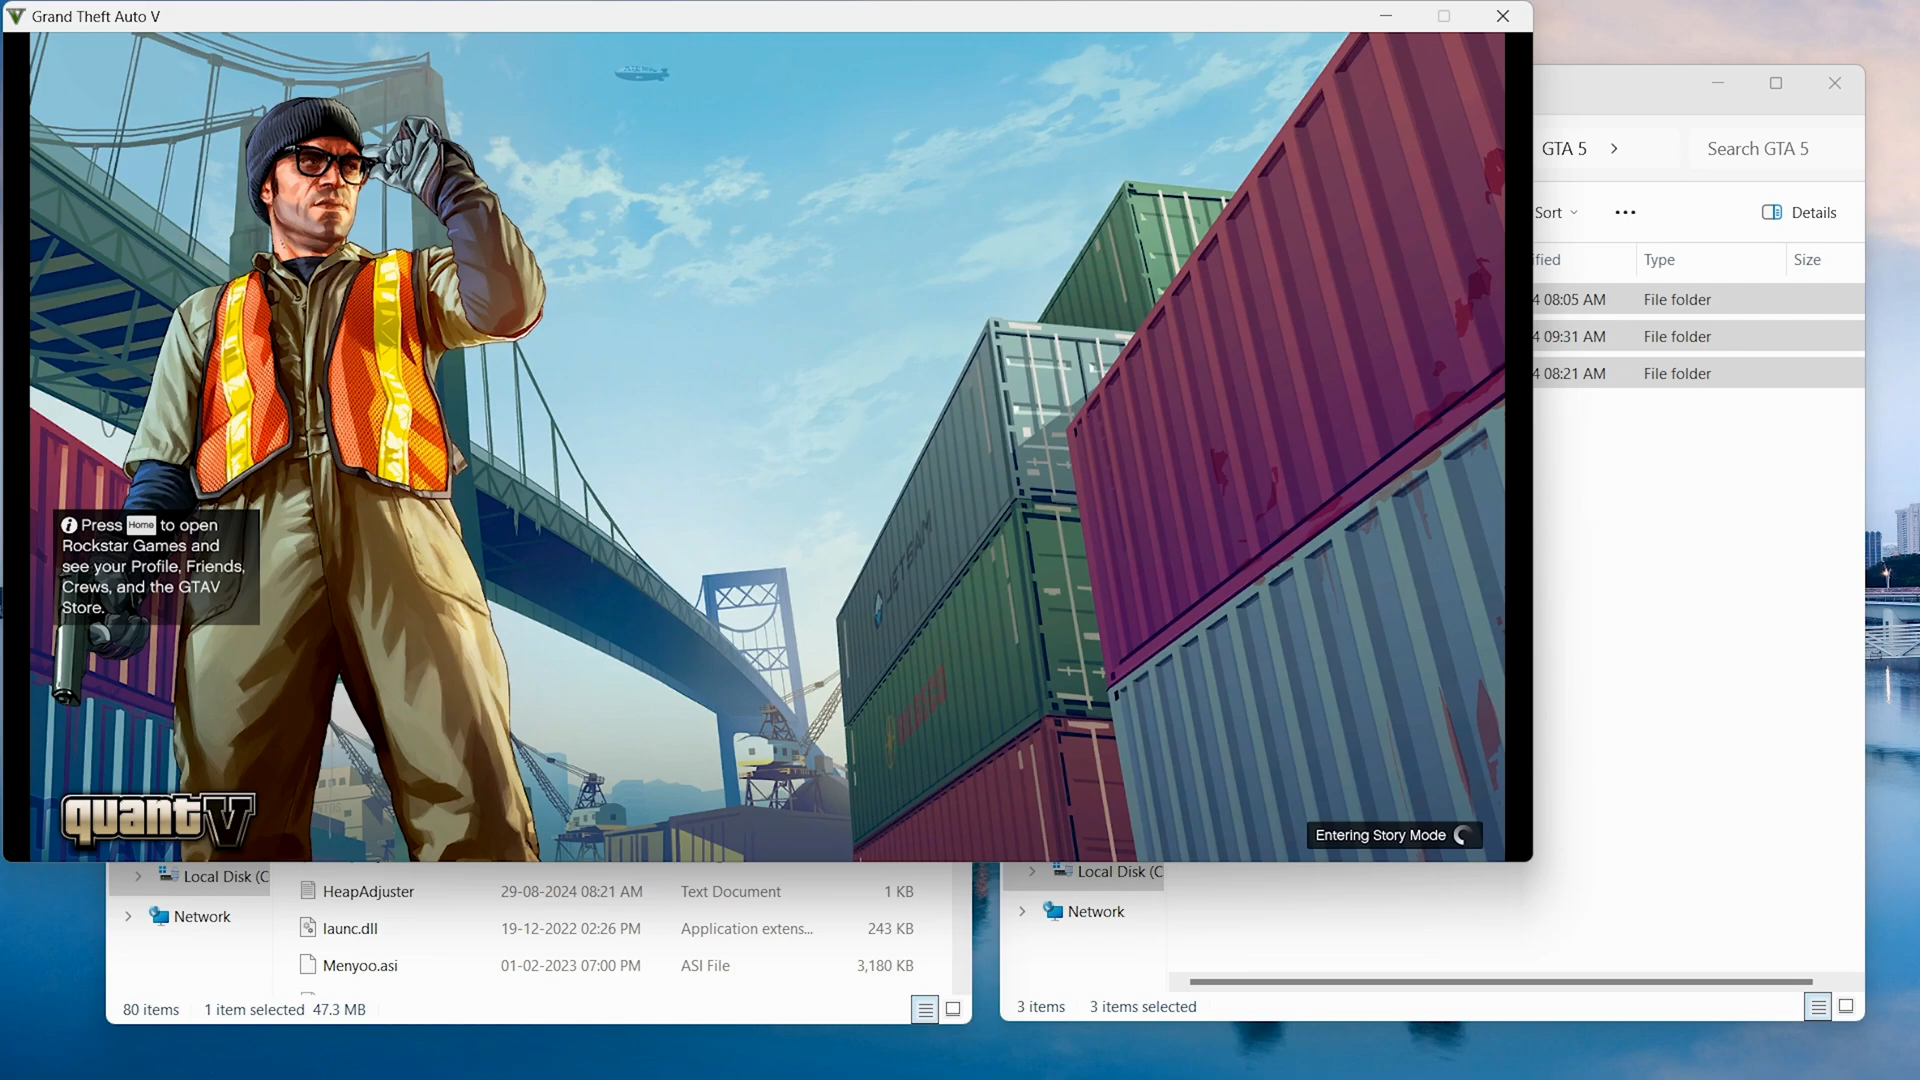 Grand Theft Auto V
GTA 5
Search GTA 5
Sort
Details
ified
Type
Size
4 08:05 AM
File folder
4 09:31 AM
File folder
4 08:21 AM
File folder
JETSAM
Press Home to open
Rockstar Games and
see your Profile, Friends,
Crews, and the GTAV
Store.
quantV
Entering Story Mode
Local Disk (C
HeapAdjuster
29-08-2024 08:21 AM
Text Document
1 KB
Network
launc.dll
19-12-2022 02:26 PM
Application extens...
243 KB
Menyoo.asi
01-02-2023 07:00 PM
ASI File
3,180 KB
80 items
1 item selected 47.3 MB
Local Disk (C
Network
3 items
3 items selected